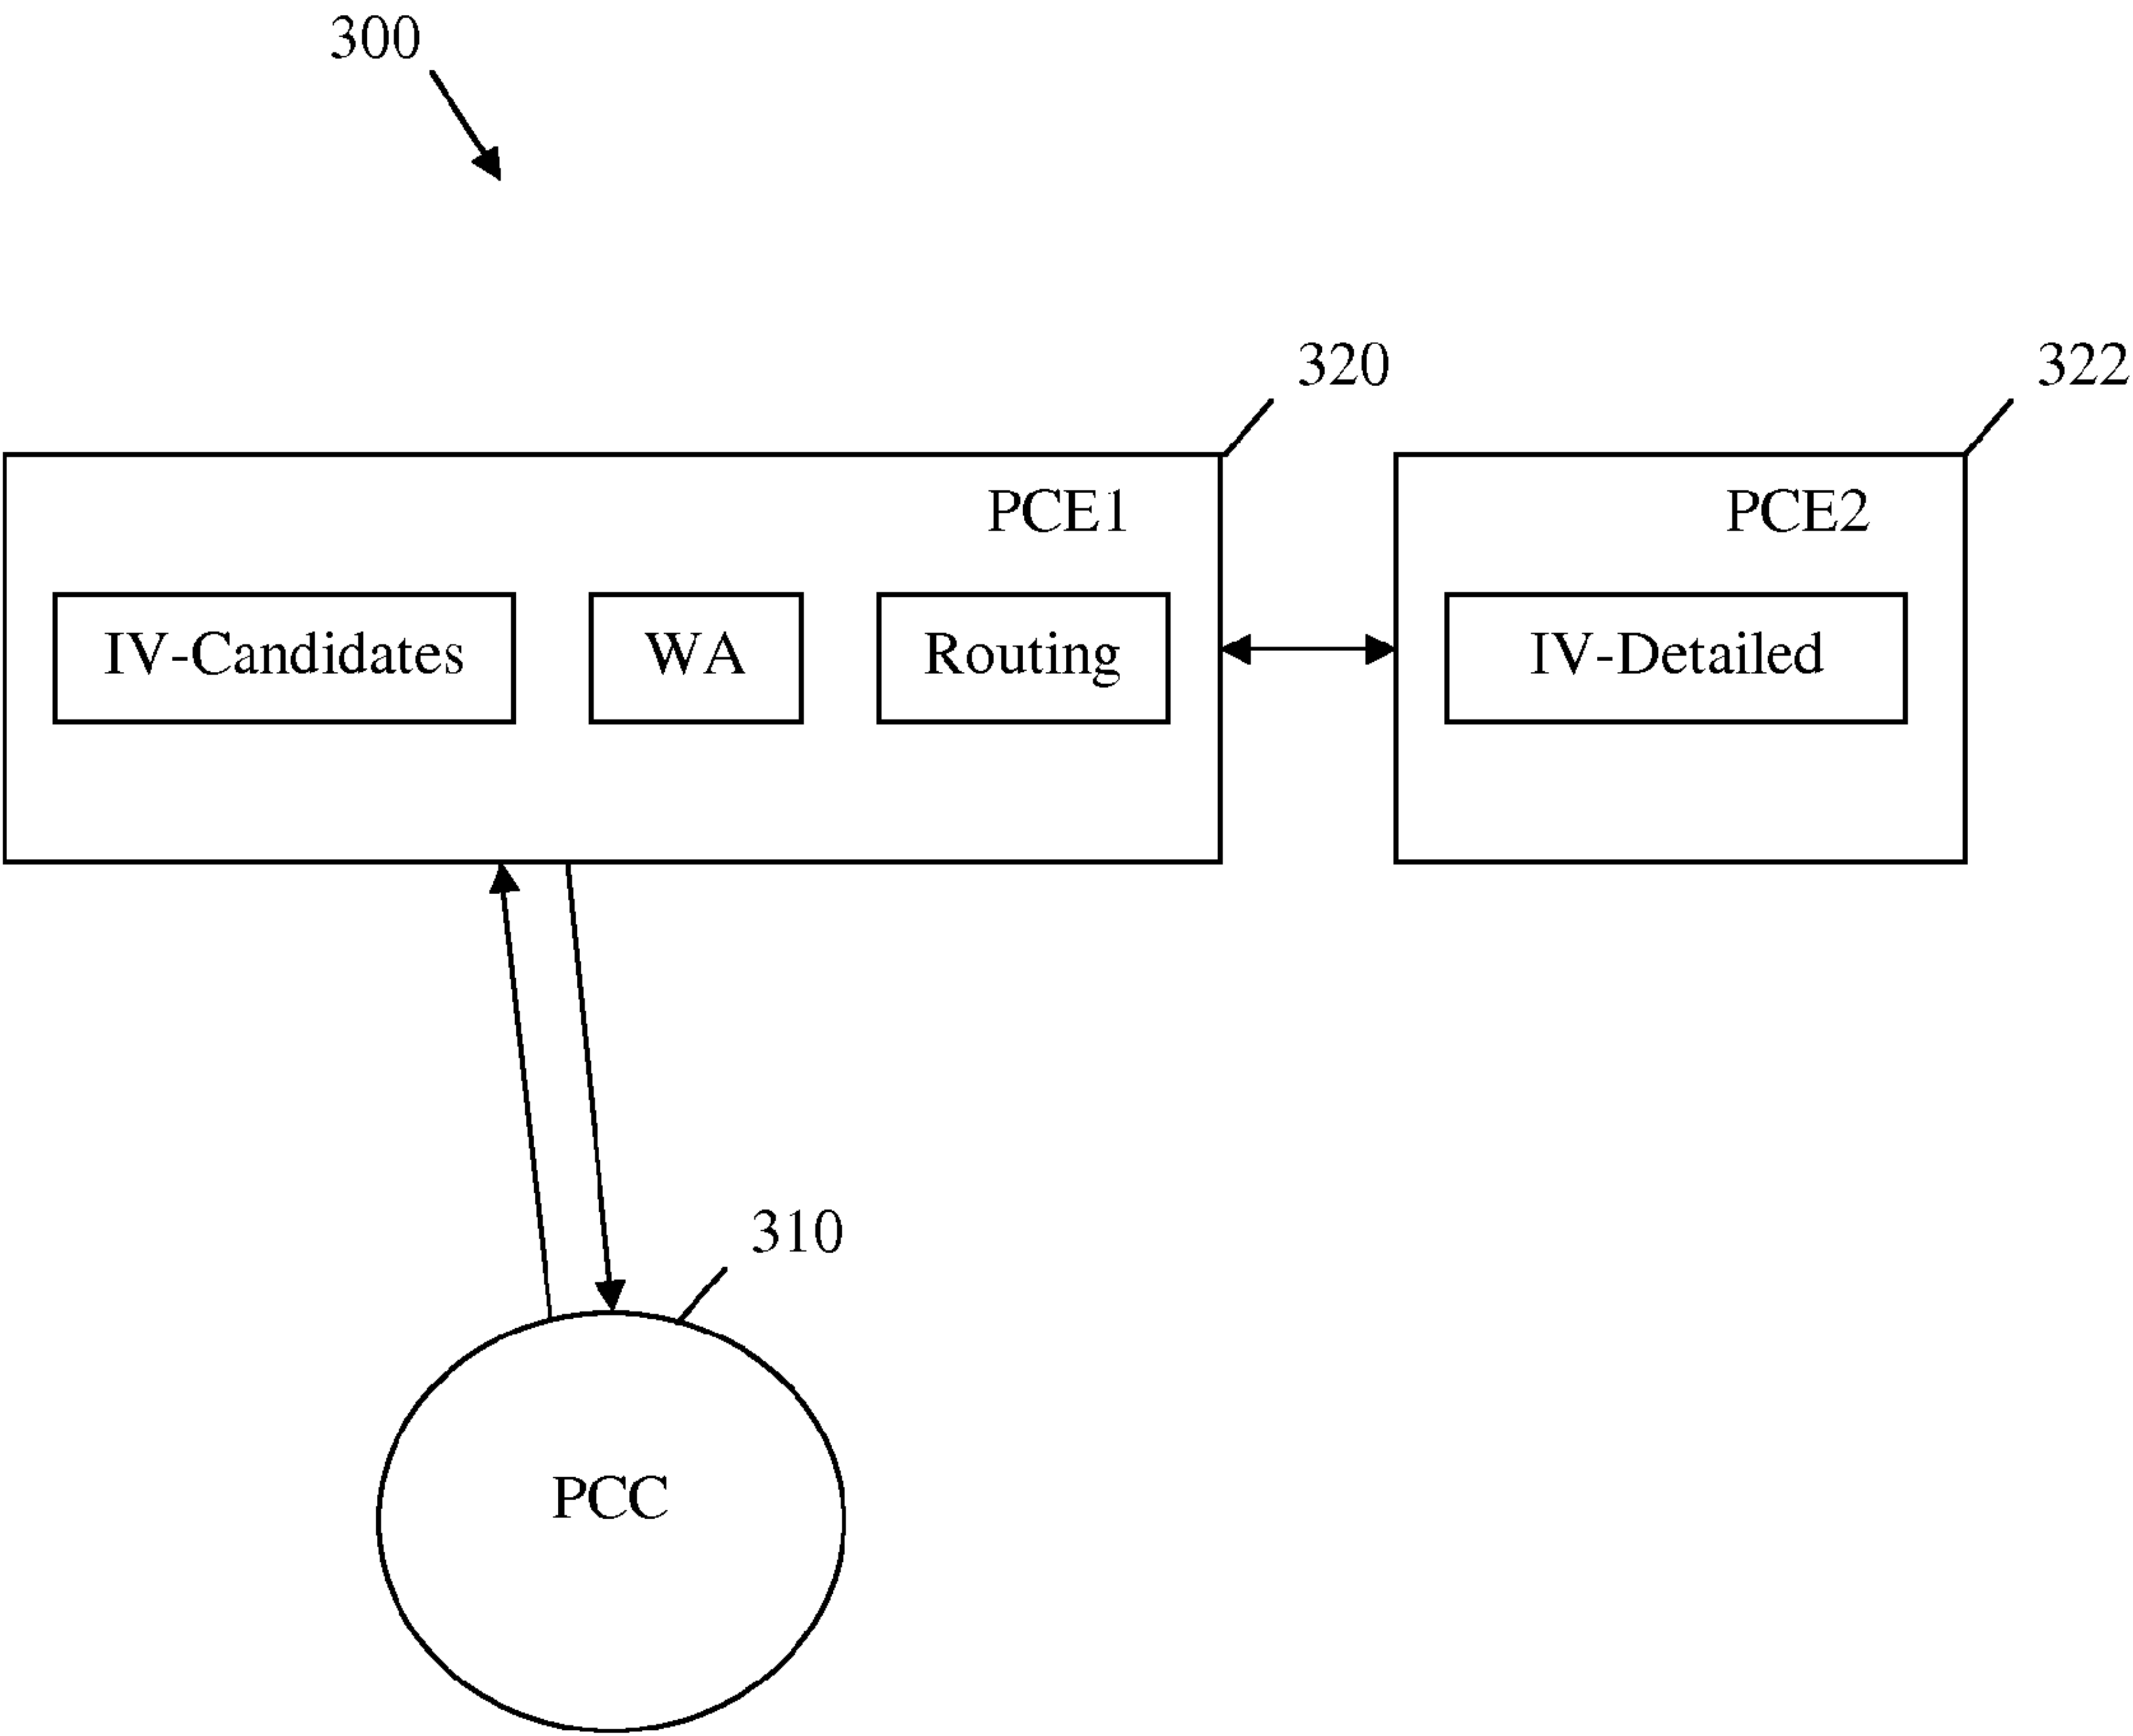 300
320
322
PCE1
PCE2
IV-Candidates
WA
Routing
IV-Detailed
310
PCC